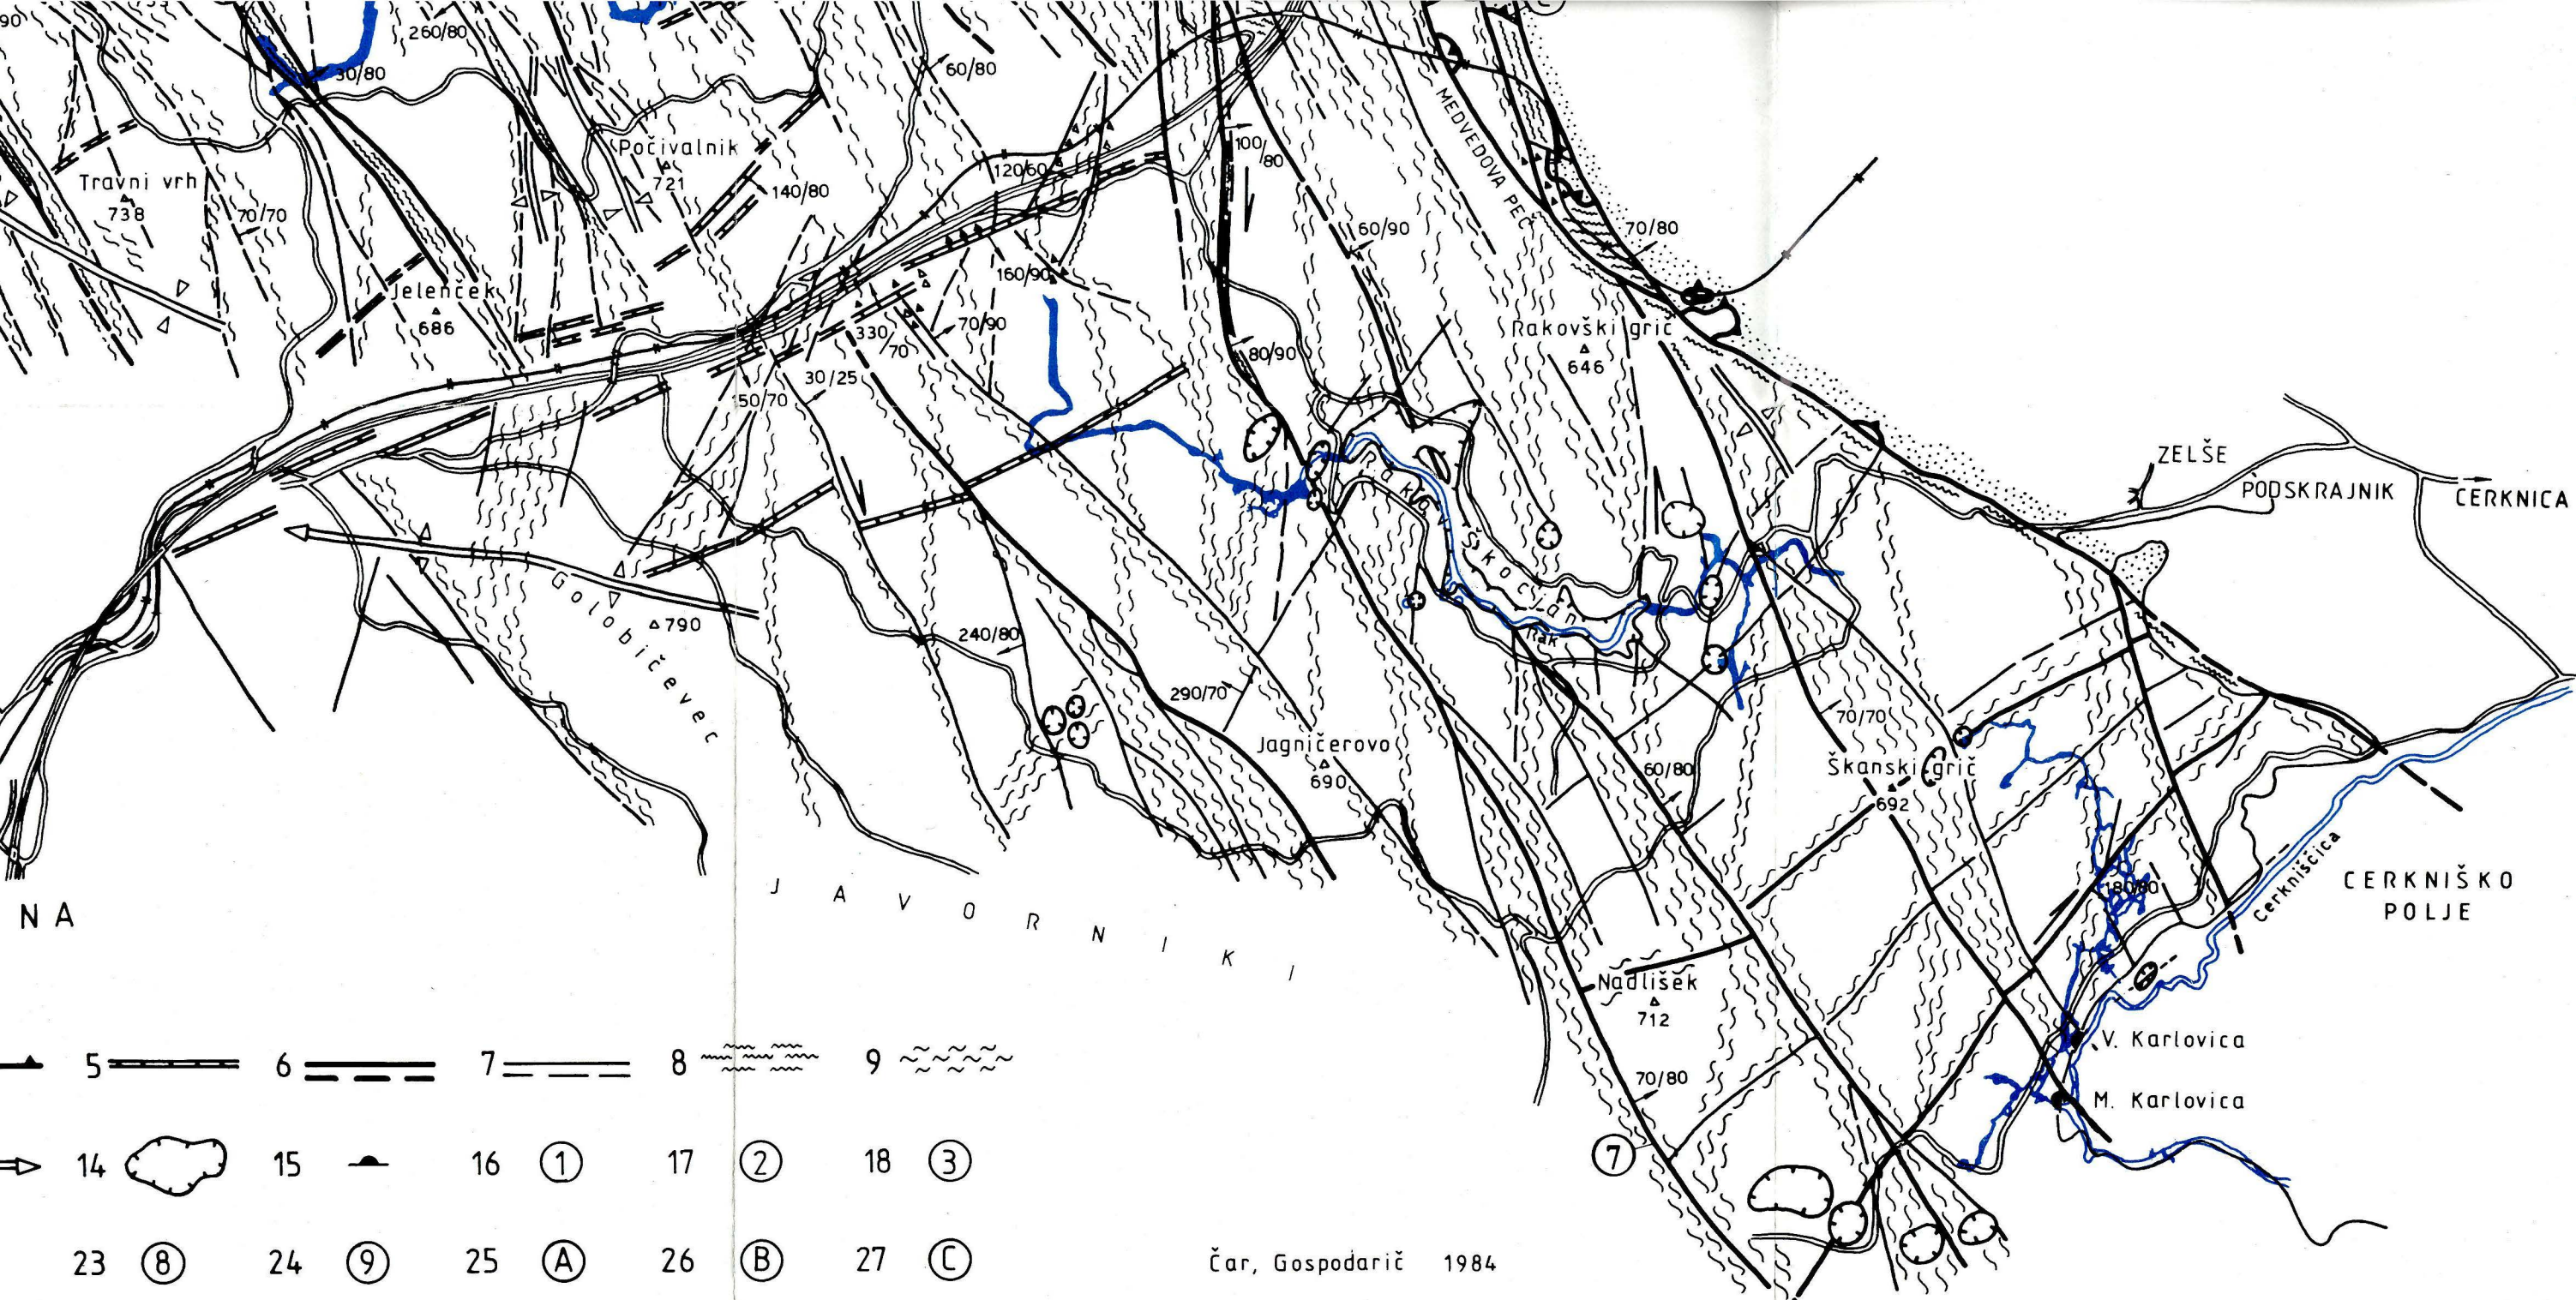 90
260/80
30/80
60/80
Počivalnik
721
Travni vrh
738
70/70
140/80
120/60
100/80
MEDVEDOVA PEČ
60/90
70/80
160/90
Jelenček
686
330/70
70/90
80/90
Rakovški grič
646
30/25
50/70
ZELŠE
PODSKRAJNIK
CERKNICA
Rakov Škocjan
Rak
Golobičevec
790
240/80
290/70
Jagničerovo
690
70/70
Škanski grič
692
60/80
180/80
Cerkniščica
CERKNIŠKO
POLJE
NA
JAVORNIKI
Nadlišek
712
V. Karlovica
M. Karlovica
70/80
7
5
6
7
8
9
14
15
16 1
17 2
18 3
23 8
24 9
25 A
26 B
27 C
Čar, Gospodarič 1984